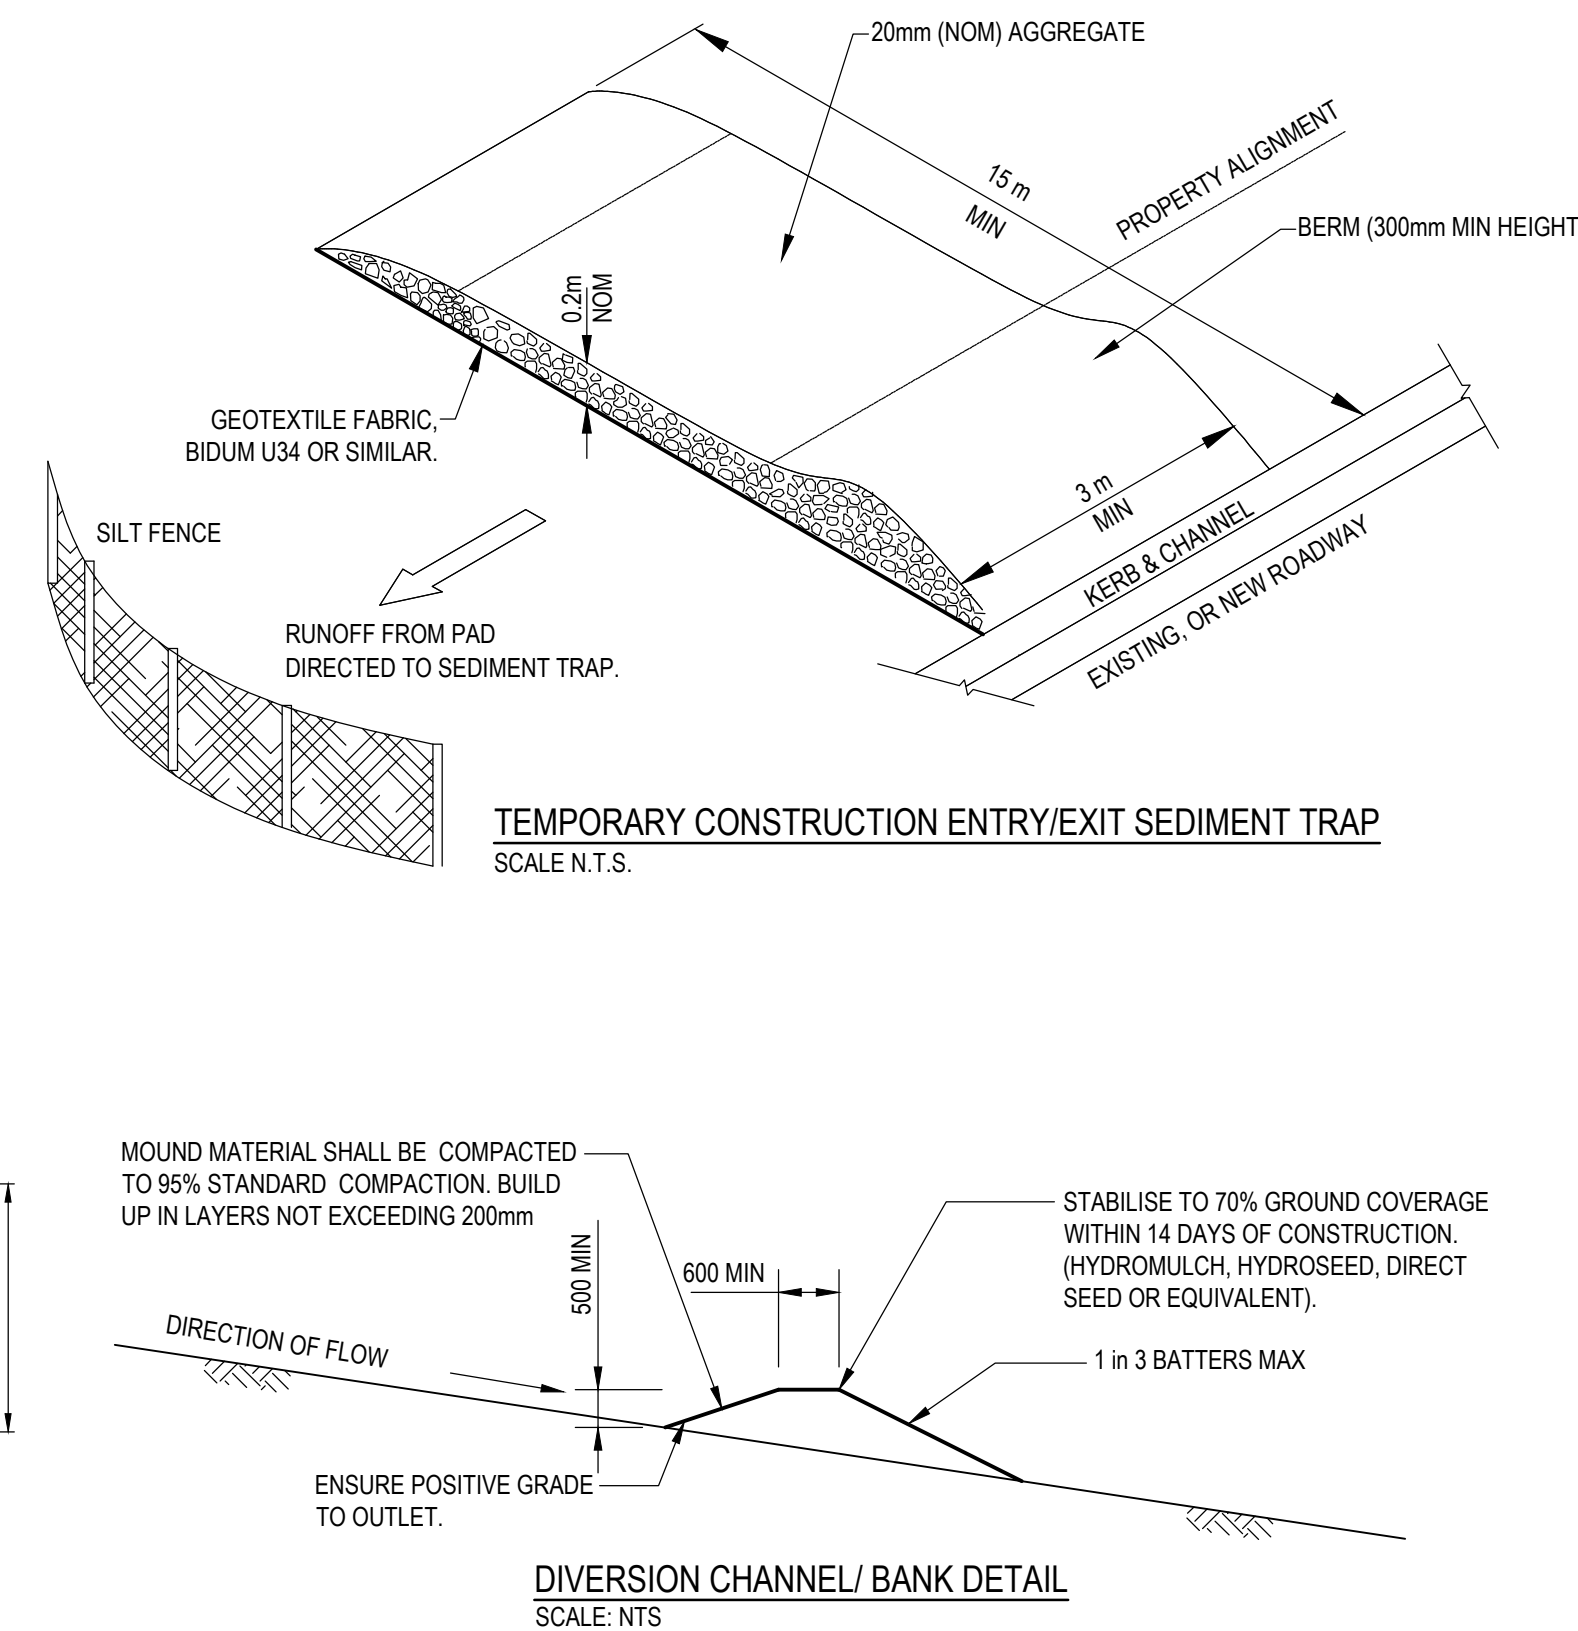 20mm (NOM) AGGREGATE
15 m
MIN
PROPERTY ALIGNMENT
BERM (300mm MIN HEIGHT
0.2m
NOM
GEOTEXTILE FABRIC,
BIDUM U34 OR SIMILAR.
3 m
MIN
KERB & CHANNEL
EXISTING, OR NEW ROADWAY
SILT FENCE
RUNOFF FROM PAD
DIRECTED TO SEDIMENT TRAP.
TEMPORARY CONSTRUCTION ENTRY/EXIT SEDIMENT TRAP
SCALE N.T.S.
MOUND MATERIAL SHALL BE COMPACTED
TO 95% STANDARD COMPACTION. BUILD
UP IN LAYERS NOT EXCEEDING 200mm
STABILISE TO 70% GROUND COVERAGE
WITHIN 14 DAYS OF CONSTRUCTION.
(HYDROMULCH, HYDROSEED, DIRECT
SEED OR EQUIVALENT).
500 MIN
600 MIN
DIRECTION OF FLOW
1 in 3 BATTERS MAX
ENSURE POSITIVE GRADE
TO OUTLET.
DIVERSION CHANNEL/ BANK DETAIL
SCALE: NTS